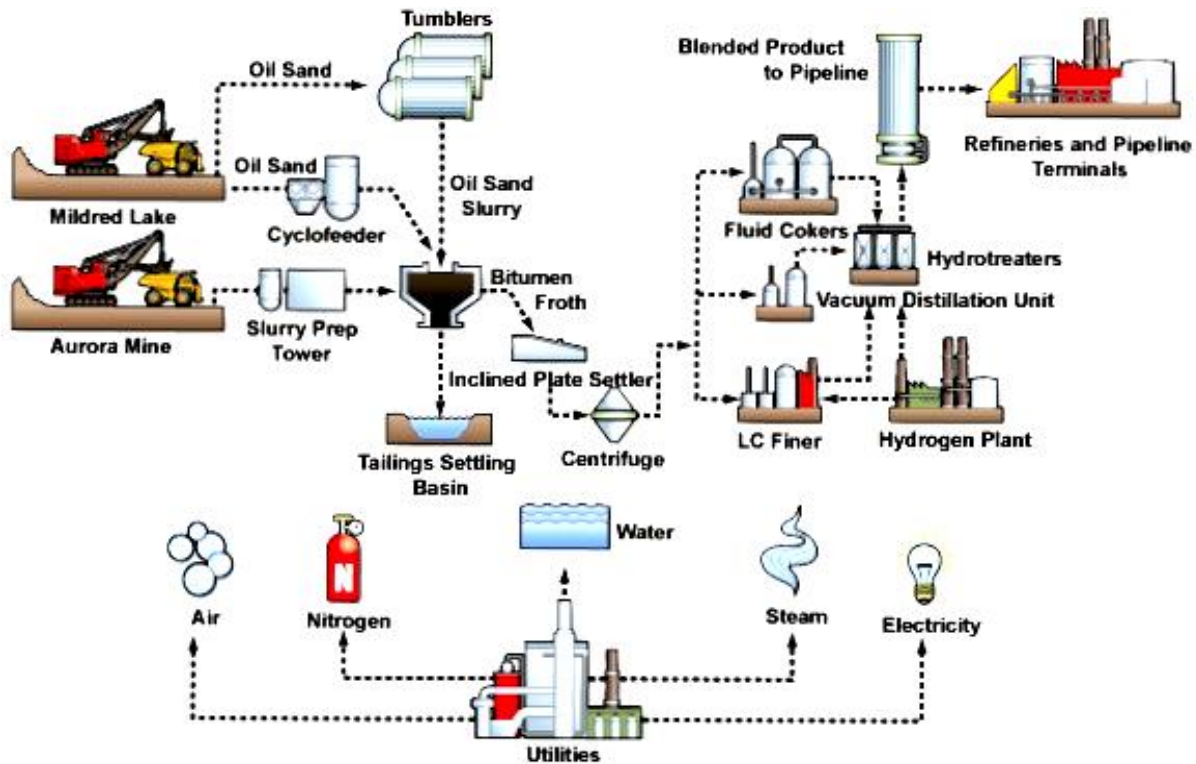 Tumblers
Blended Product
to Pipeline
Oil Sand
Refineries and Pipeline
Terminals
Oil Sand
Oil Sand
Slurry
Mildred Lake
Cyclofeeder
Fluid Cokers
Bitumen
Froth
Hydrotreaters
Vacuum Distillation Unit
Aurora Mine
Slurry Prep
Tower
Inclined Plate Settler
LC Finer
Hydrogen Plant
Tailings Settling
Basin
Centrifuge
Water
N
Air
Nitrogen
Steam
Electricity
Utilities